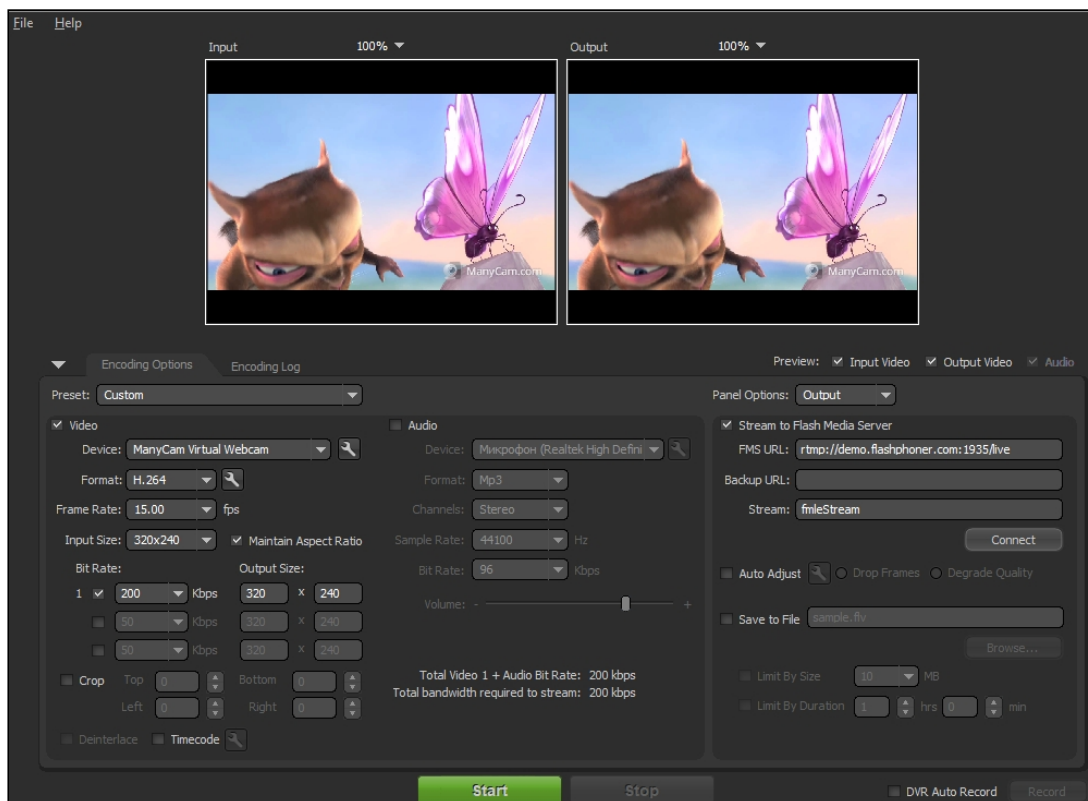 File Help
Input 100% Output 100%
ManyCam.com ManyCam.com
Encoding Options Encoding Log
Preview: Input Video Output Video Audio
Preset: Custom
Panel Options: Output
Video
Device: ManyCam Virtual Webcam
Format: H.264
Frame Rate: 15.00 fps
Input Size: 320x240 Maintain Aspect Ratio
Bit Rate: Output Size:
1 200 Kbps 320 x 240
50 Kbps 320 x 240
50 Kbps 320 x 240
Crop Top 0 Bottom 0
Left 0 Right 0
Deinterlace Timecode
Audio
Device: Микрофон (Realtek High Defini
Format: Mp3
Channels: Stereo
Sample Rate: 44100 Hz
Bit Rate: 96 Kbps
Volume: - +
Total Video 1 + Audio Bit Rate: 200 kbps
Total bandwidth required to stream: 200 kbps
Stream to Flash Media Server
FMS URL: rtmp://demo.flashphoner.com:1935/live
Backup URL:
Stream: fmleStream
Connect
Auto Adjust Drop Frames Degrade Quality
Save to File sample.flv
Browse...
Limit By Size 10 MB
Limit By Duration 1 hrs 0 min
Start Stop
DVR Auto Record Record